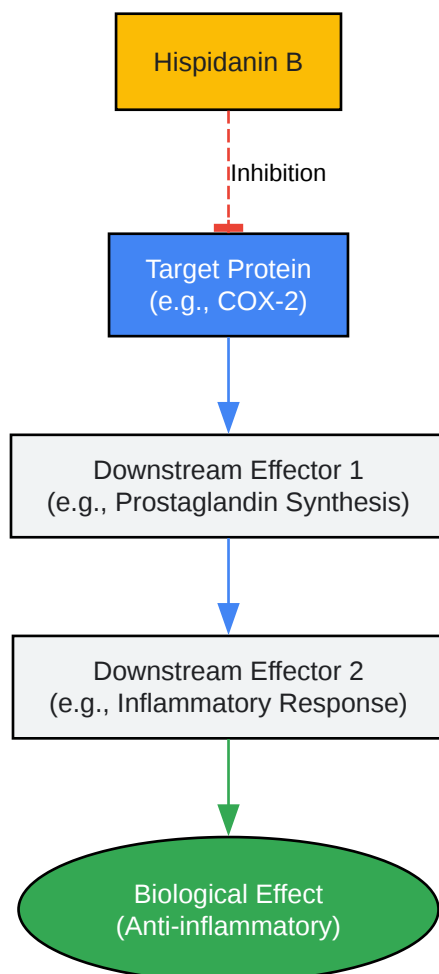 Hispidanin B
Inhibition
Target Protein
(e.g., COX-2)
Downstream Effector 1
(e.g., Prostaglandin Synthesis)
Downstream Effector 2
(e.g., Inflammatory Response)
Biological Effect
(Anti-inflammatory)